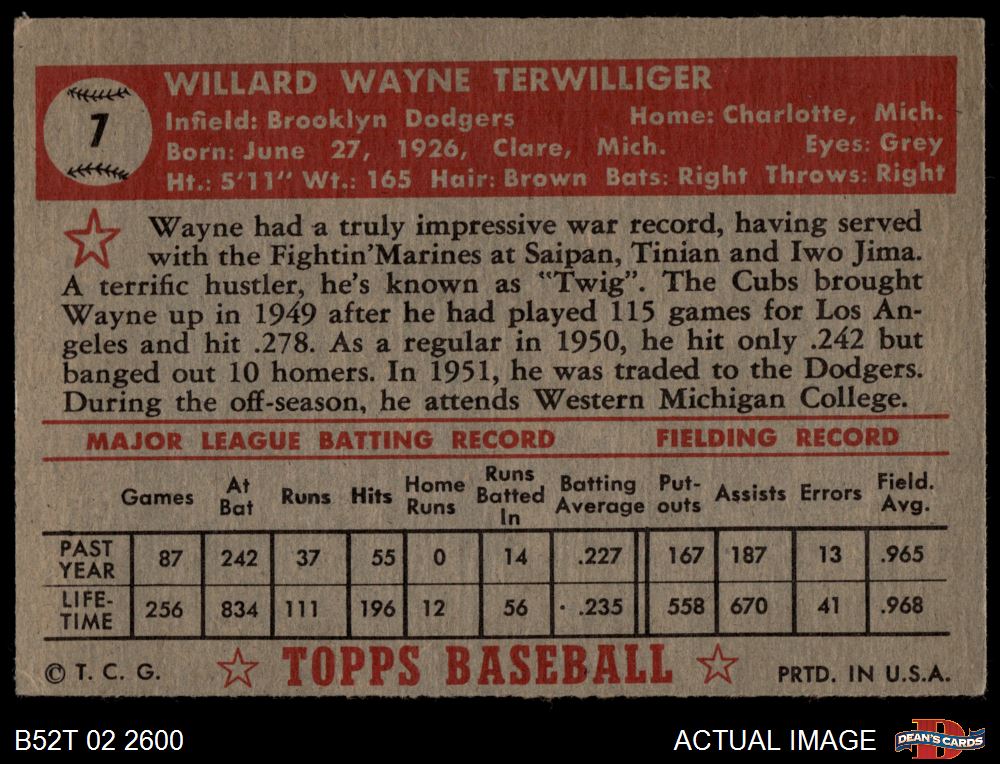 7
WILLARD WAYNE TERWILLIGER
Infield: Brooklyn Dodgers Home: Charlotte, Mich.
Born: June 27, 1926, Clare, Mich. Eyes: Grey
Ht.: 5'11" Wt.: 165 Hair: Brown Bats: Right Throws: Right
Wayne had a truly impressive war record, having served
with the Fightin' Marines at Saipan, Tinian and Iwo Jima.
A terrific hustler, he's known as "Twig". The Cubs brought
Wayne up in 1949 after he had played 115 games for Los An-
geles and hit .278. As a regular in 1950, he hit only .242 but
banged out 10 homers. In 1951, he was traded to the Dodgers.
During the off-season, he attends Western Michigan College.
MAJOR LEAGUE BATTING RECORD FIELDING RECORD
Games At Bat Runs Hits Home Runs Runs Batted In Batting Average Put-outs Assists Errors Field. Avg.
PAST YEAR 87 242 37 55 0 14 .227 167 187 13 .965
LIFE-TIME 256 834 111 196 12 56 .235 558 670 41 .968
© T. C. G. TOPPS BASEBALL PRTD. IN U.S.A.
B52T 02 2600 ACTUAL IMAGE DEAN'S CARDS